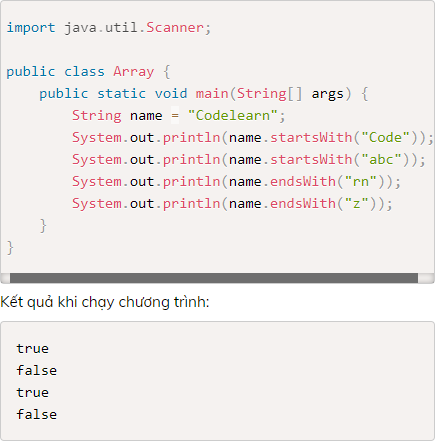 import java.util.Scanner;
public class Array {
    public static void main(String[] args) {
        String name = "Codelearn";
        System.out.println(name.startsWith("Code"));
        System.out.println(name.startsWith("abc"));
        System.out.println(name.endsWith("rn"));
        System.out.println(name.endsWith("z"));
    }
}
Kết quả khi chạy chương trình:
true
false
true
false